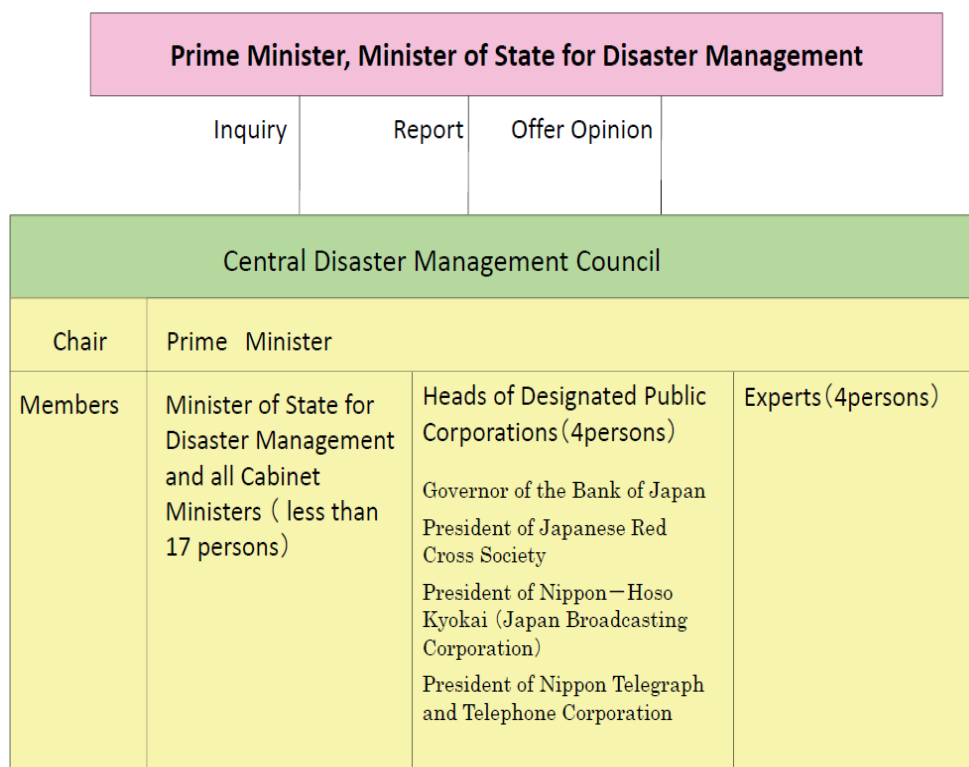 Prime Minister, Minister of State for Disaster Management
Inquiry
Report
Offer Opinion
Central Disaster Management Council
Chair
Prime Minister
Members
Minister of State for
Disaster Management
and all Cabinet
Ministers ( less than
17 persons)
Heads of Designated Public
Corporations(4persons)
Governor of the Bank of Japan
President of Japanese Red
Cross Society
President of Nippon－Hoso
Kyokai (Japan Broadcasting
Corporation)
President of Nippon Telegraph
and Telephone Corporation
Experts(4persons)